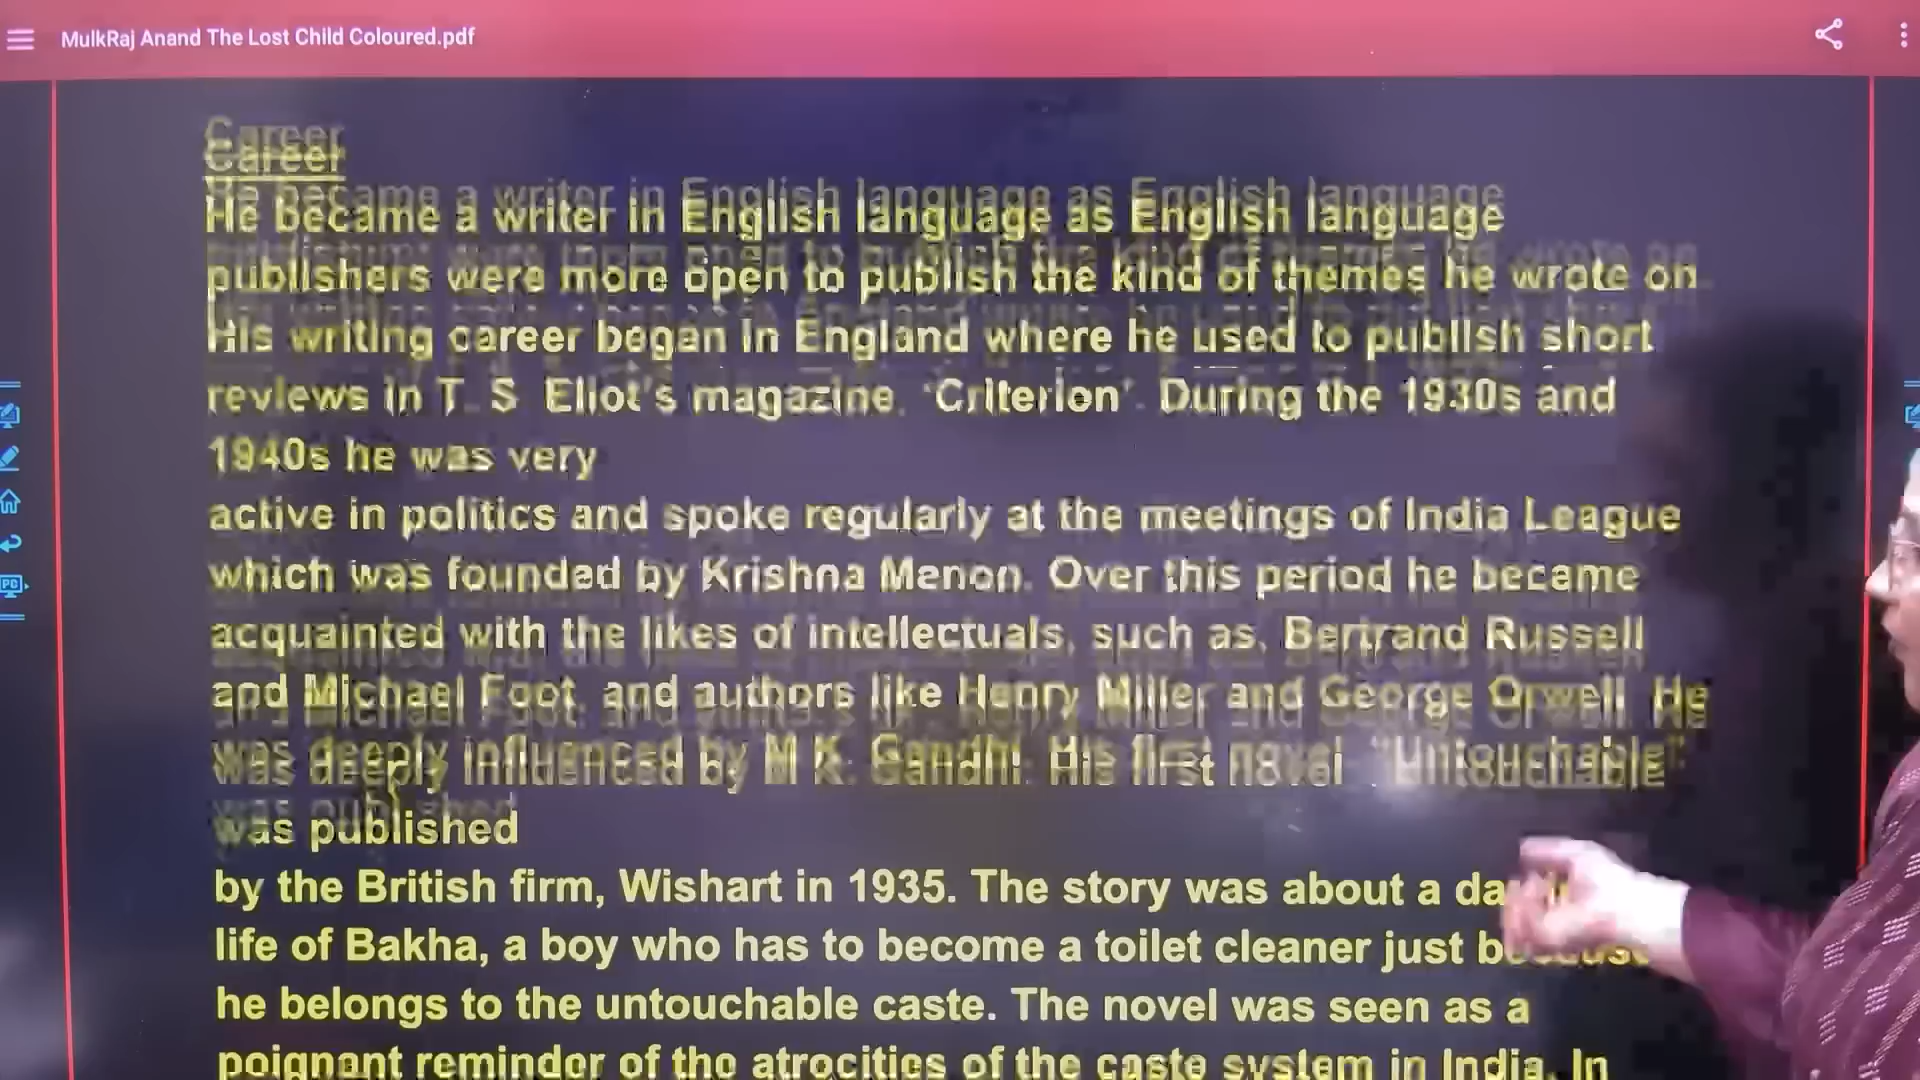 MulkRaj Anand The Lost Child Coloured.pdf
Career
He became a writer in English language as English language
publishers were more open to publish the kind of themes he wrote on
His writing career began in England where he used to publish short
reviews in T. S Eliot's magazine, 'Criterion'. During the 1930s and
1940s he was very
active in politics and spoke regularly at the meetings of India League
which was founded by Krishna Menon. Over this period he became
acquainted with the likes of intellectuals, such as, Bertrand Russell
and Michael Foot, and authors like Henry Miller and George Orwell. He
was deeply influenced by M K. Gandhi. His first novel "Untouchable"
was published
by the British firm, Wishart in 1935. The story was about a
life of Bakha, a boy who has to become a toilet cleaner just because
he belongs to the untouchable caste. The novel was seen as a
poignant reminder of the atrocities of the caste system in India. In